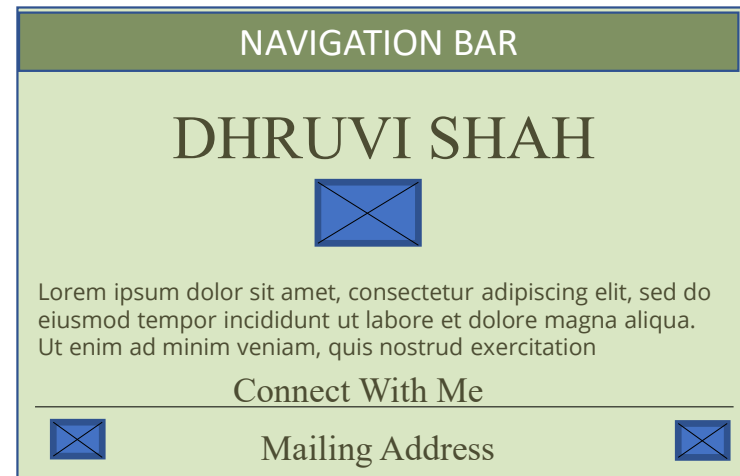 NAVIGATION BAR
DHRUVI SHAH
Lorem ipsum dolor sit amet, consectetur adipiscing elit, sed do
eiusmod tempor incididunt ut labore et dolore magna aliqua.
Ut enim ad minim veniam, quis nostrud exercitation
Connect With Me
Mailing Address